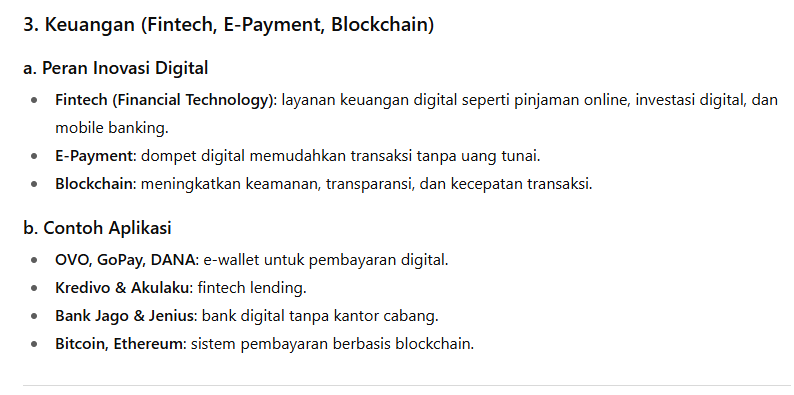 3. Keuangan (Fintech, E-Payment, Blockchain)
a. Peran Inovasi Digital
Fintech (Financial Technology): layanan keuangan digital seperti pinjaman online, investasi digital, dan
mobile banking.
E-Payment: dompet digital memudahkan transaksi tanpa uang tunai.
Blockchain: meningkatkan keamanan, transparansi, dan kecepatan transaksi.
b. Contoh Aplikasi
OVO, GoPay, DANA: e-wallet untuk pembayaran digital.
Kredivo & Akulaku: fintech lending.
Bank Jago & Jenius: bank digital tanpa kantor cabang.
Bitcoin, Ethereum: sistem pembayaran berbasis blockchain.